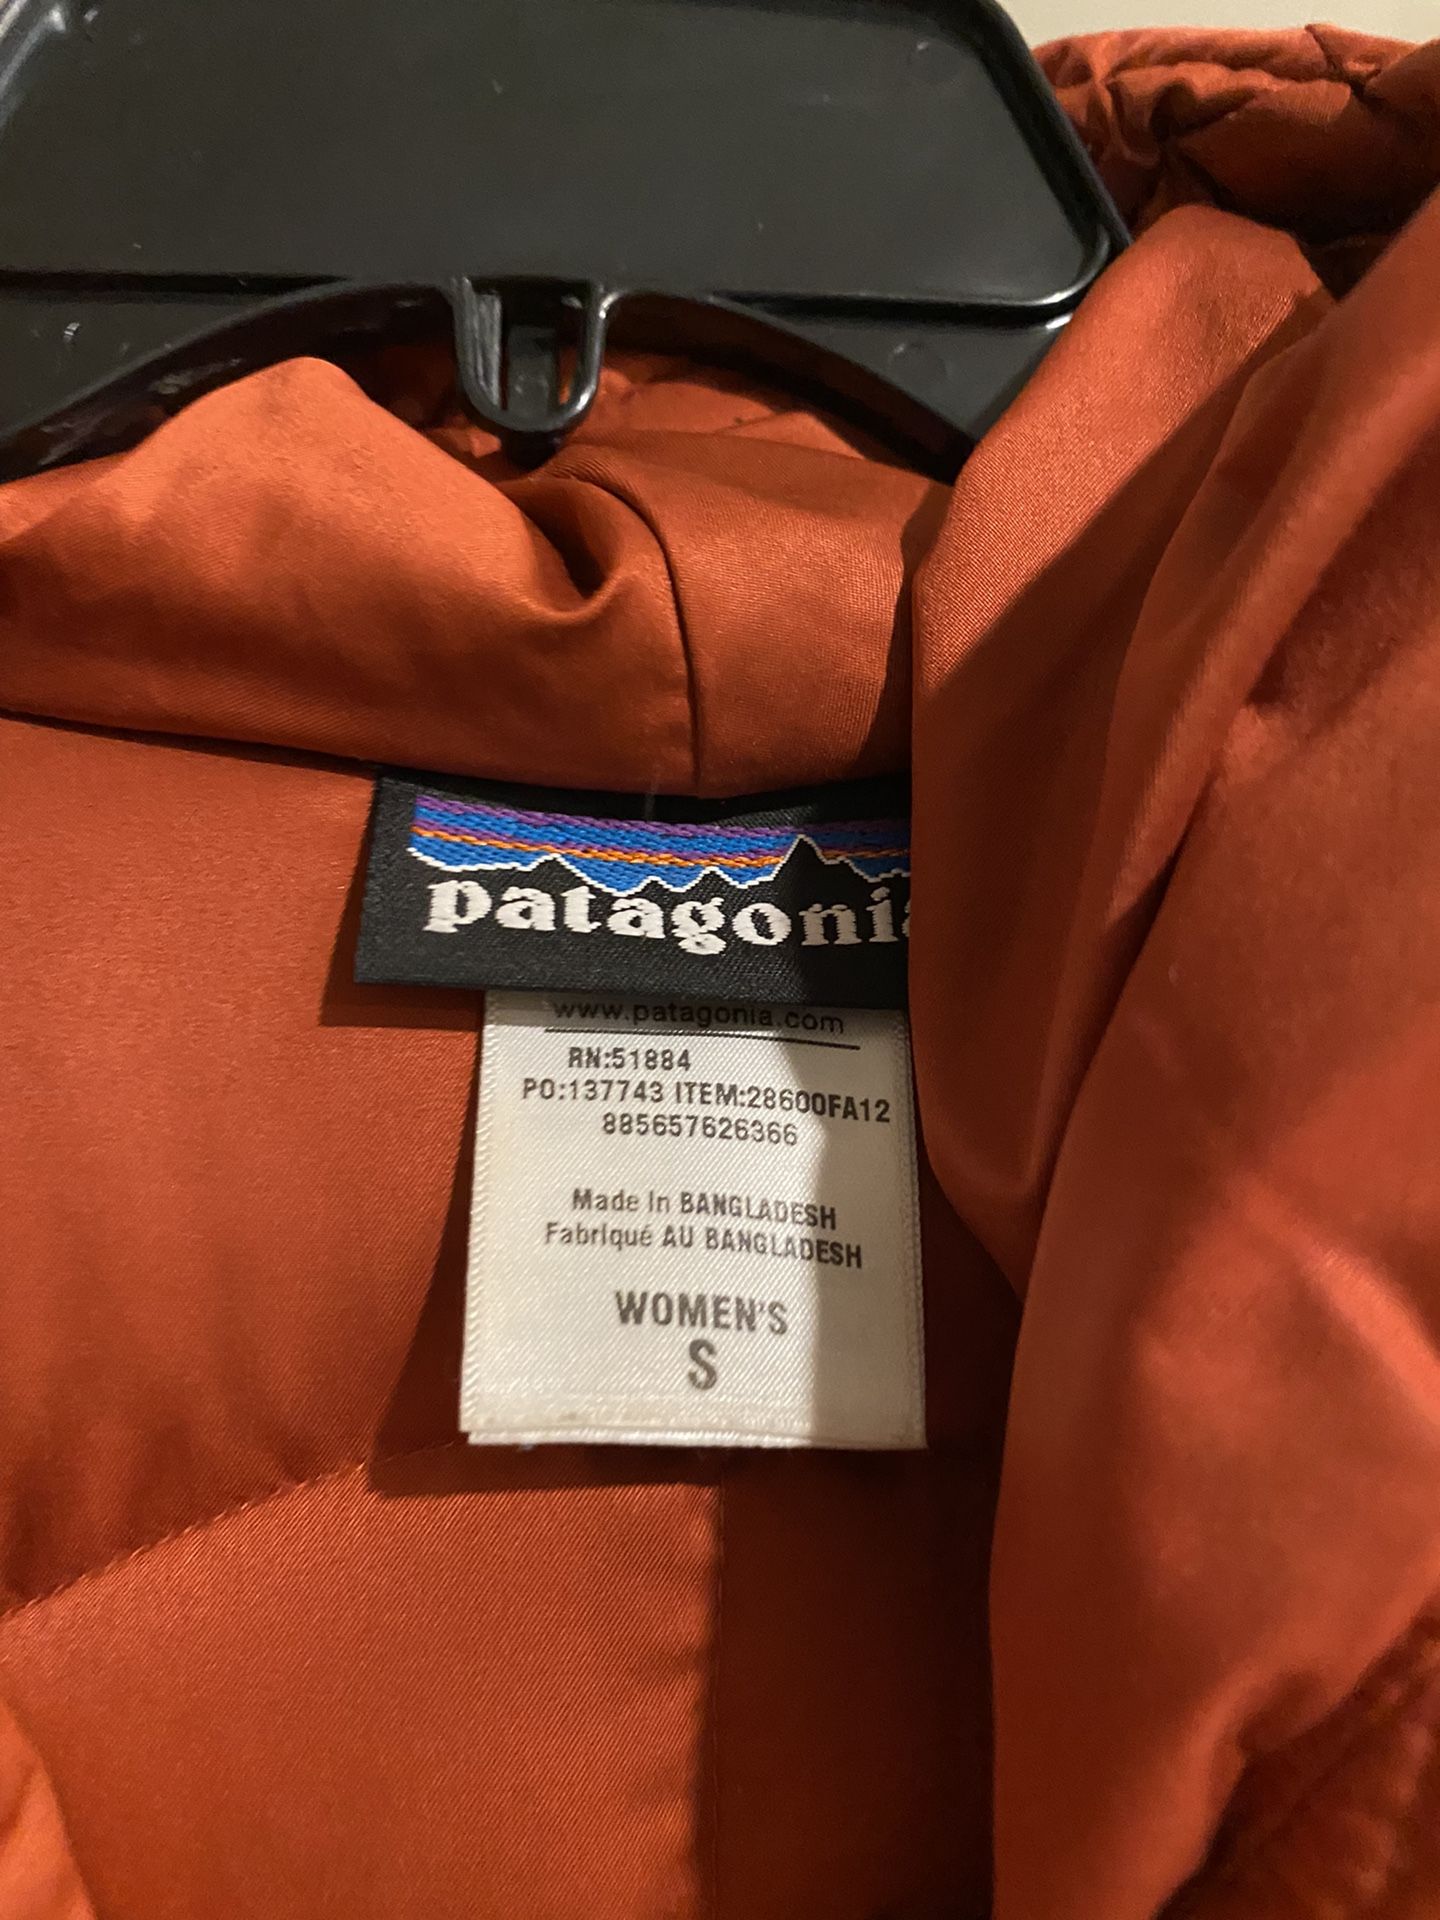 patagonia
www.patagonia.com
RN:51884
PO:137743 ITEM:28600FA12
885657626366
Made In BANGLADESH
Fabriqué AU BANGLADESH
WOMEN'S
S